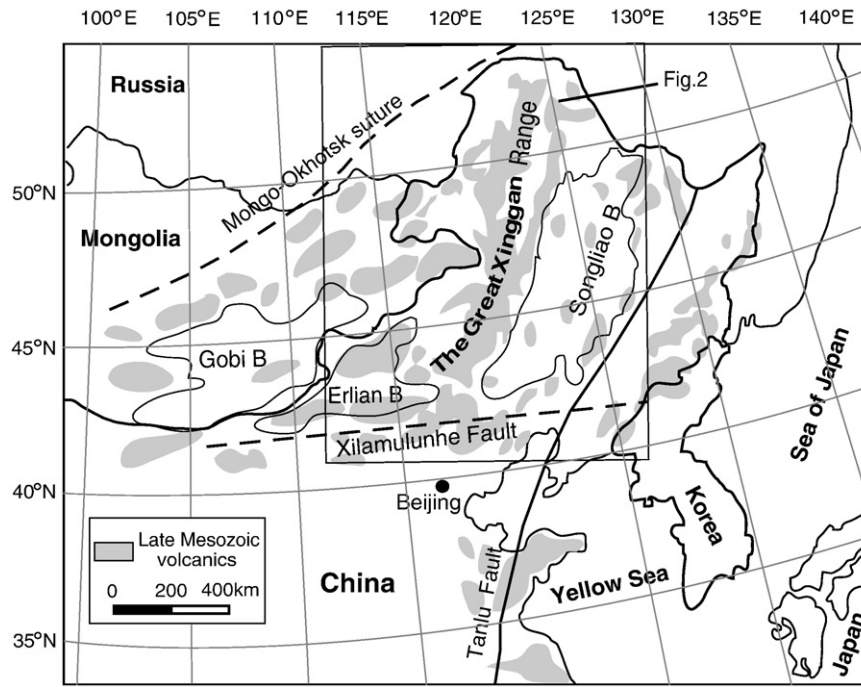 100°E 105°E 110°E 115°E 120°E 125°E 130°E 135°E 140°E
Russia
Fig.2
Mongo-Okhotsk suture
The Great Xinggan Range
50°N
Mongolia
Songliao B
45°N
Gobi B
Erlian B
Xilamulunhe Fault
Sea of Japan
40°N
Beijing
Korea
Late Mesozoic
volcanics
0 200 400km
China
Tanlu Fault
Yellow Sea
35°N
Japan